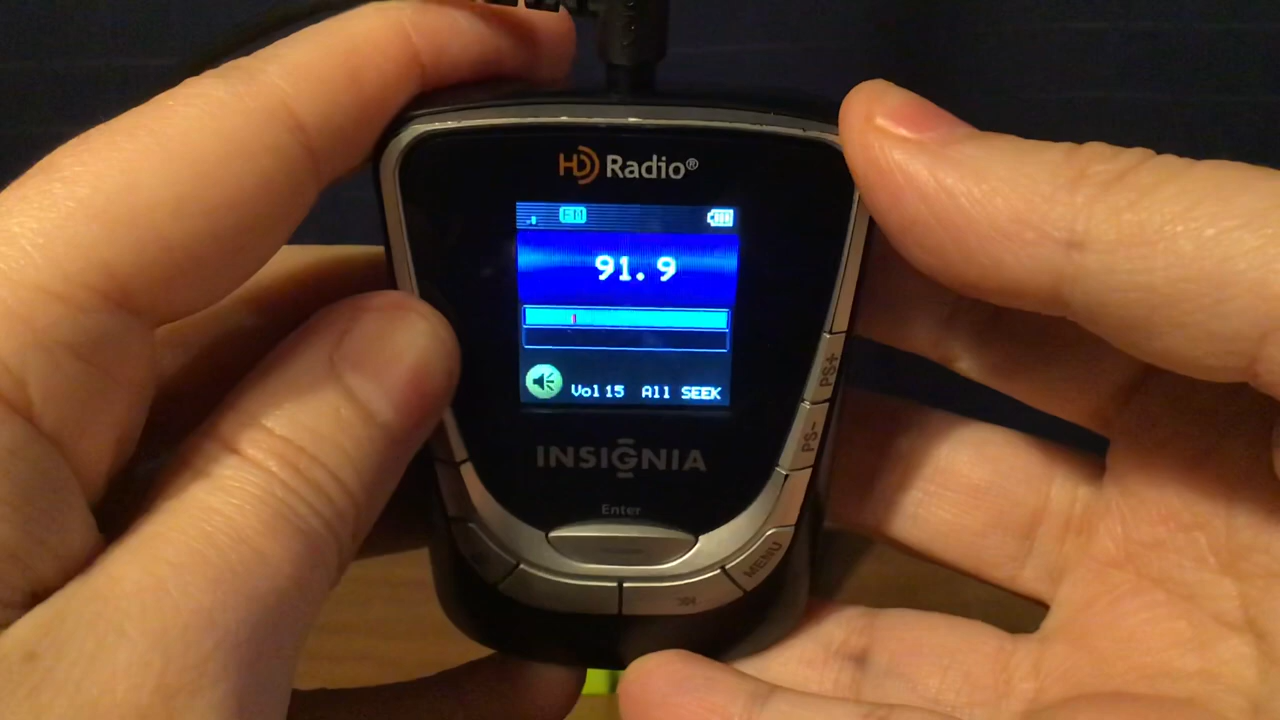 HD Radio®
FM
91.9
Vol 15 All SEEK
PS+
PS-
INSIGNIA
Enter
MENU